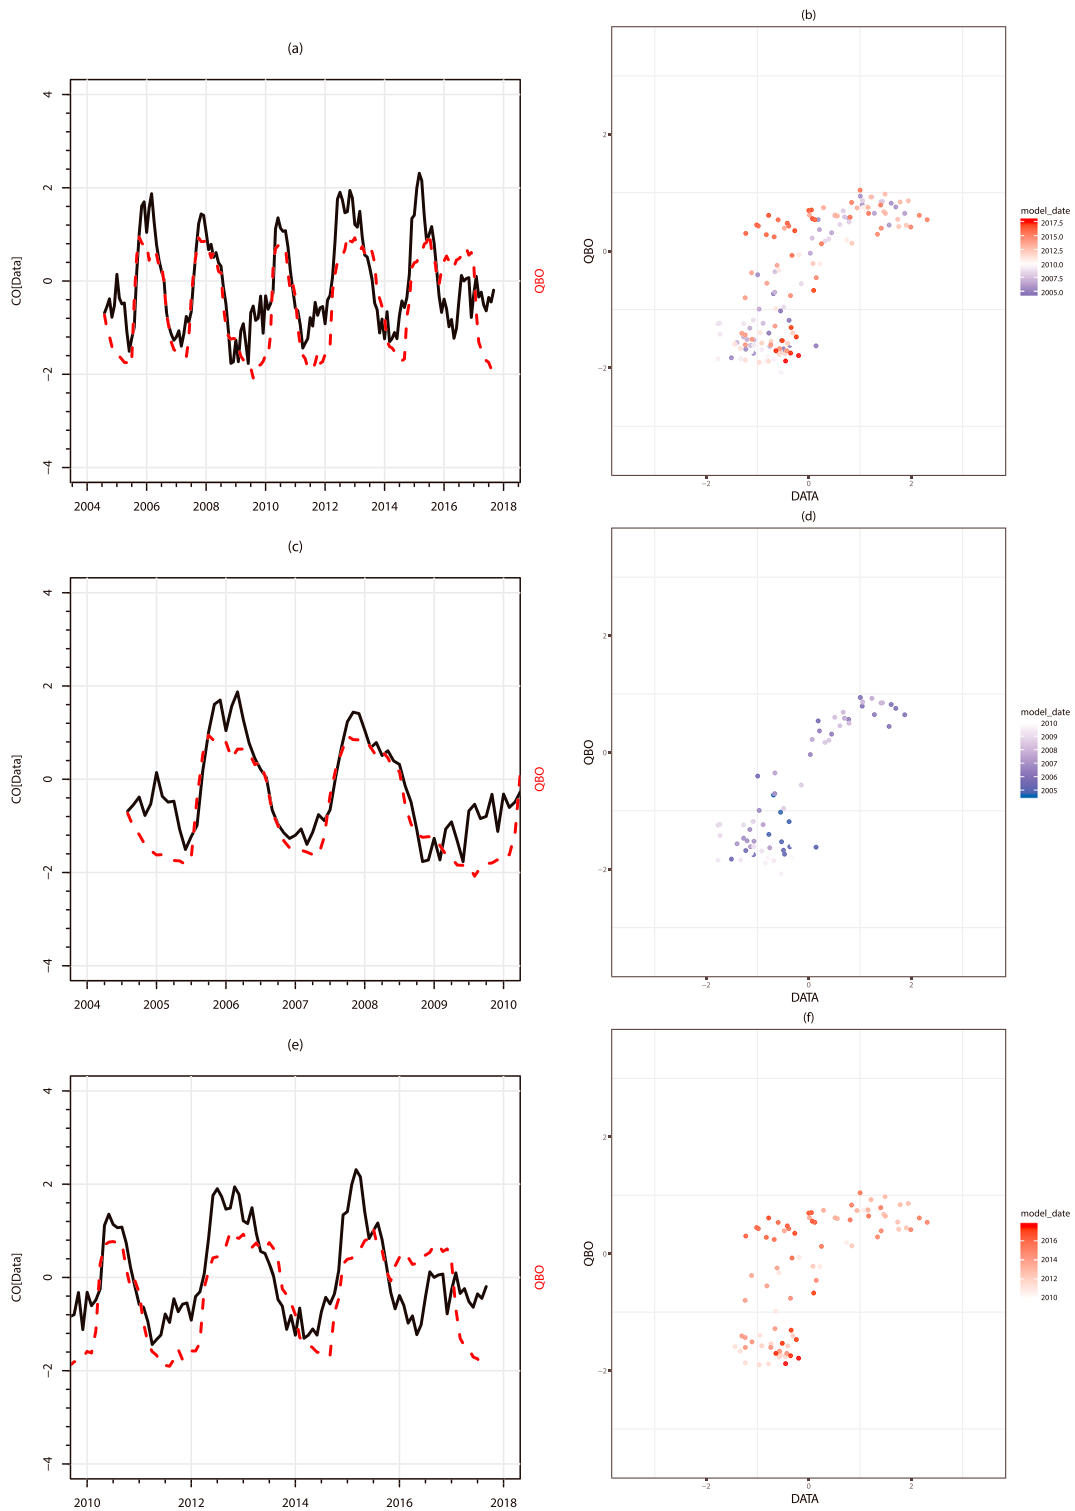 (a)
CO[Data]
4
2
0
−2
−4
2004 2006 2008 2010 2012 2014 2016 2018
QBO
(b)
QBO
2
0
−2
−2 0 2
DATA
model_date
2017.5
2015.0
2010.0
2007.5
2005.0
(c)
CO[Data]
4
2
0
−2
−4
2004 2005 2006 2007 2008 2009 2010
QBO
(d)
QBO
2
0
−2
−2 0 2
DATA
model_date
2010
2009
2008
2007
2006
2005
(e)
CO[Data]
4
2
0
−2
−4
2010 2012 2014 2016 2018
QBO
(f)
QBO
2
0
−2
−2 0 2
DATA
model_date
2016
2014
2012
2010